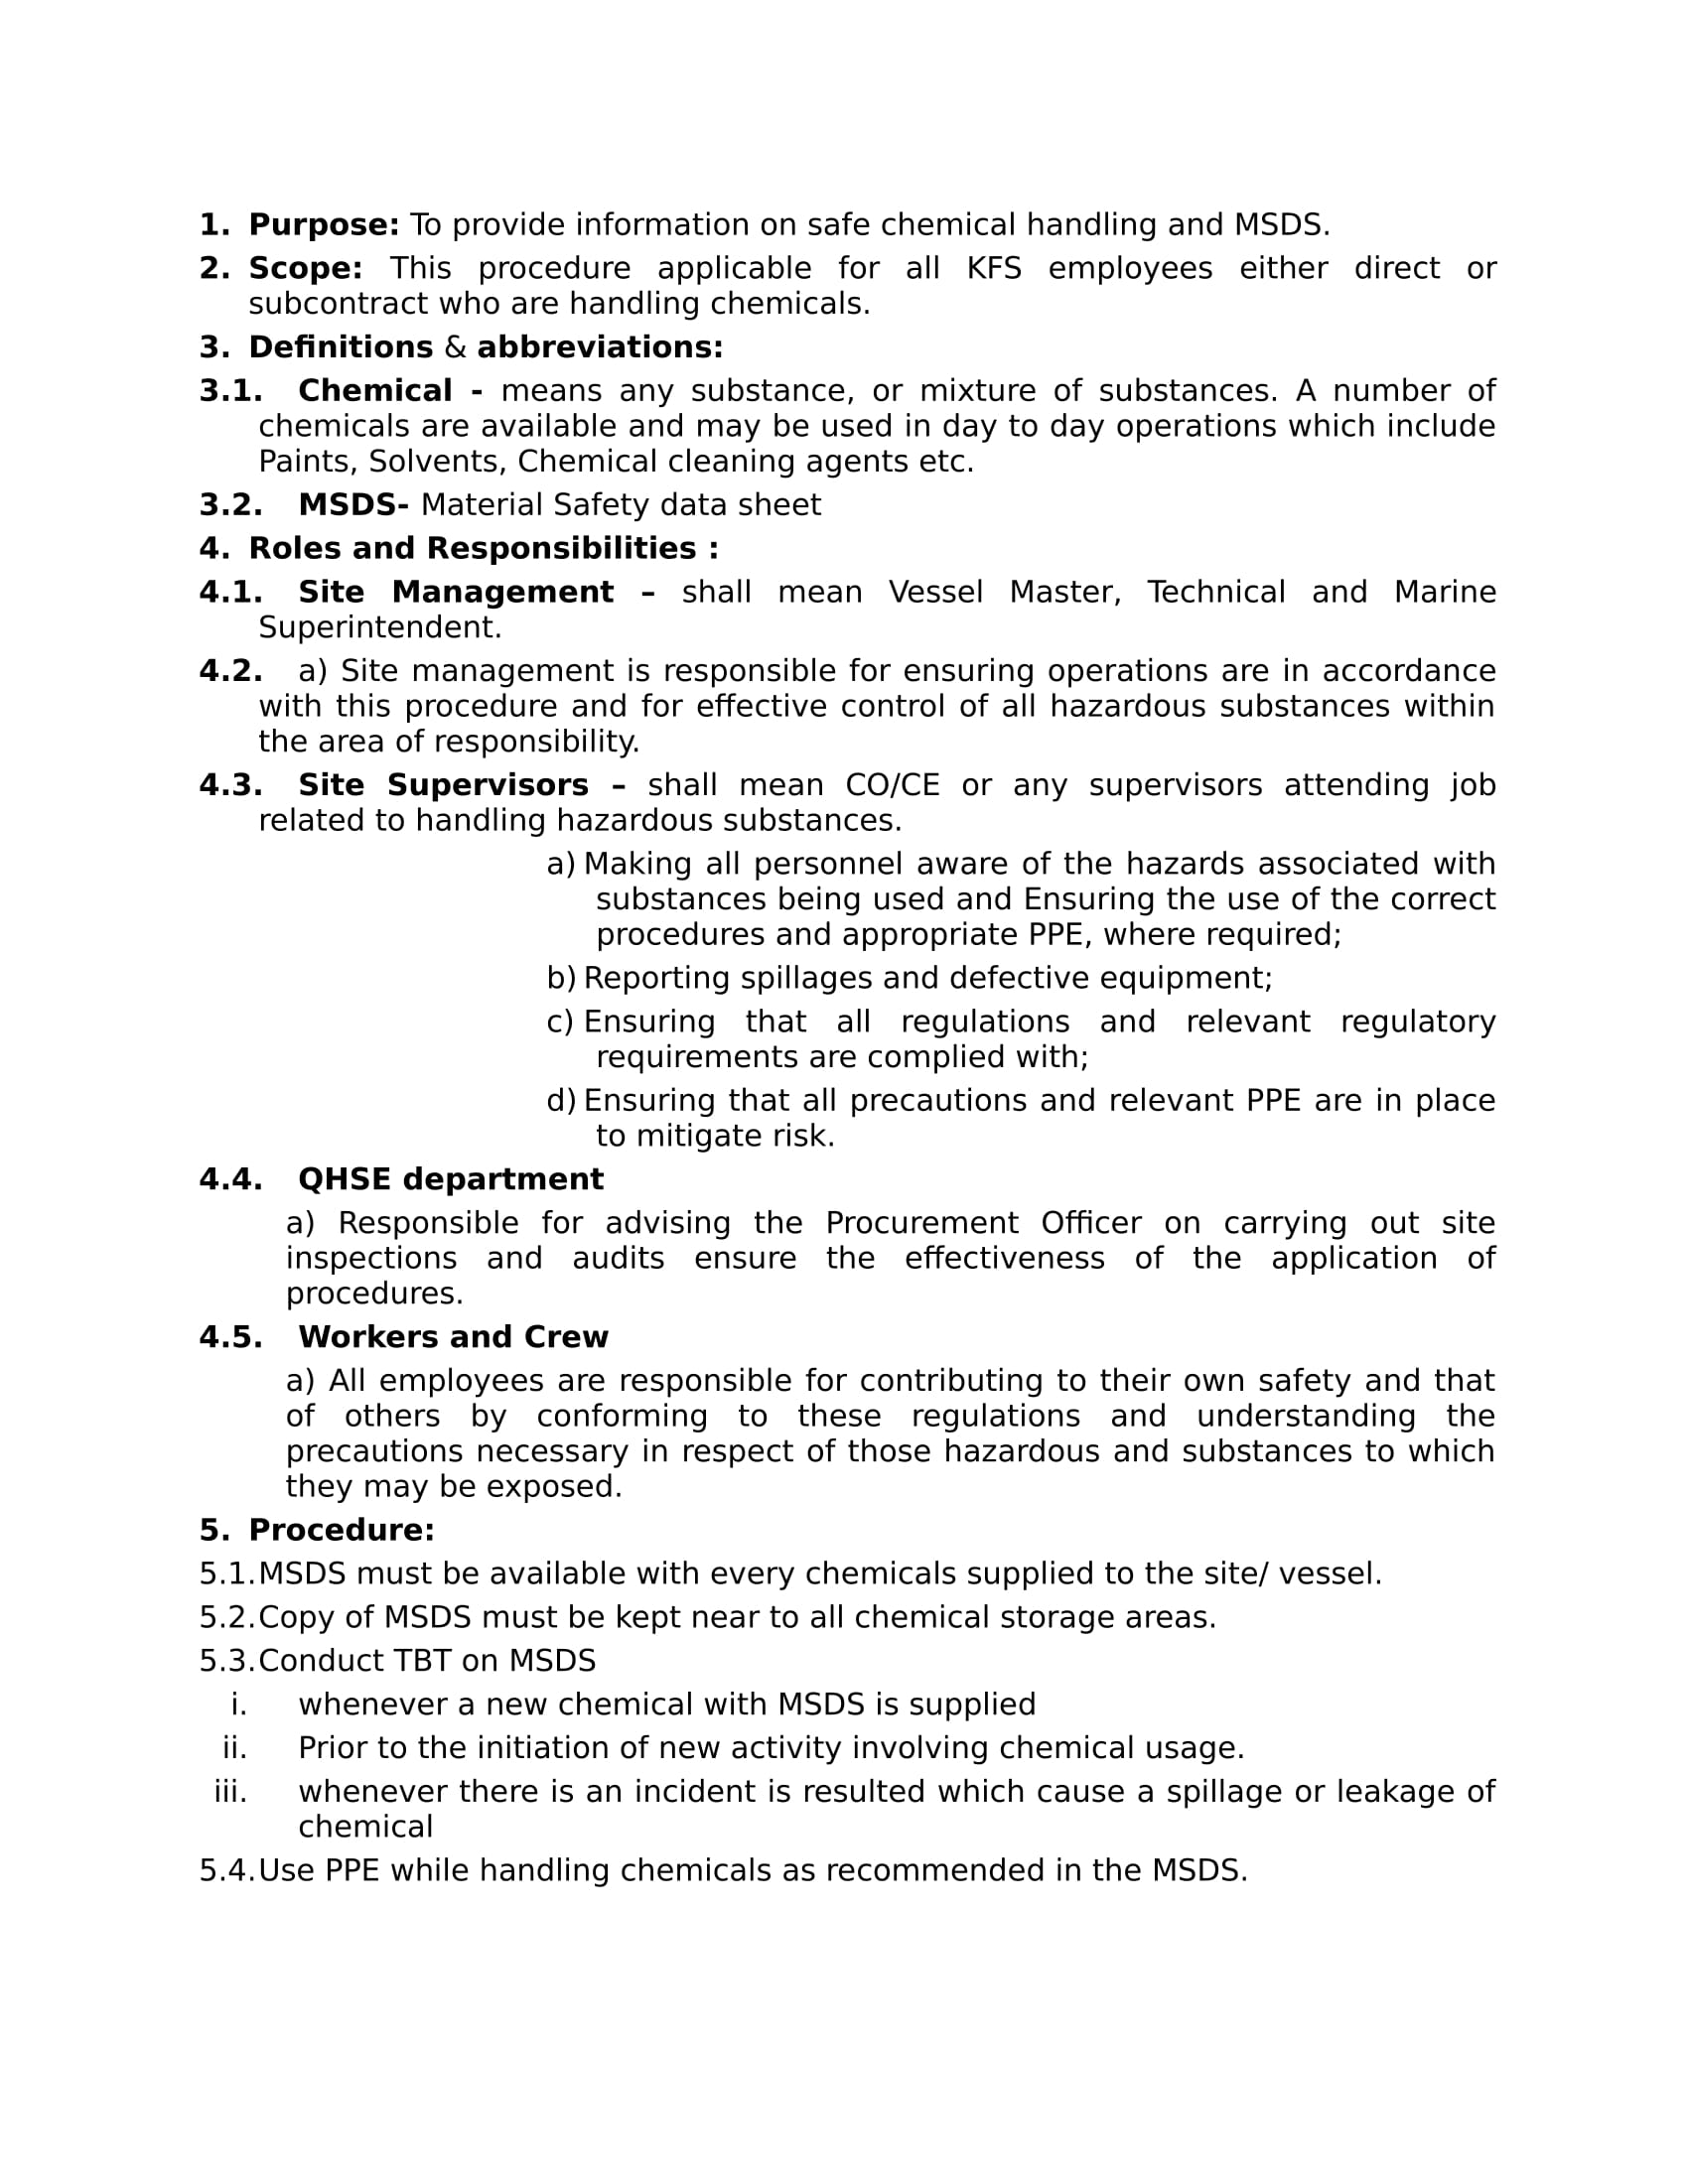 1. Purpose: To provide information on safe chemical handling and MSDS.
2. Scope: This procedure applicable for all KFS employees either direct or
subcontract who are handling chemicals.
3. Definitions & abbreviations:
3.1. Chemical - means any substance, or mixture of substances. A number of
chemicals are available and may be used in day to day operations which include
Paints, Solvents, Chemical cleaning agents etc.
3.2. MSDS- Material Safety data sheet
4. Roles and Responsibilities :
4.1. Site Management – shall mean Vessel Master, Technical and Marine
Superintendent.
4.2. a) Site management is responsible for ensuring operations are in accordance
with this procedure and for effective control of all hazardous substances within
the area of responsibility.
4.3. Site Supervisors – shall mean CO/CE or any supervisors attending job
related to handling hazardous substances.
a) Making all personnel aware of the hazards associated with
substances being used and Ensuring the use of the correct
procedures and appropriate PPE, where required;
b) Reporting spillages and defective equipment;
c) Ensuring that all regulations and relevant regulatory
requirements are complied with;
d) Ensuring that all precautions and relevant PPE are in place
to mitigate risk.
4.4. QHSE department
a) Responsible for advising the Procurement Officer on carrying out site
inspections and audits ensure the effectiveness of the application of
procedures.
4.5. Workers and Crew
a) All employees are responsible for contributing to their own safety and that
of others by conforming to these regulations and understanding the
precautions necessary in respect of those hazardous and substances to which
they may be exposed.
5. Procedure:
5.1.MSDS must be available with every chemicals supplied to the site/ vessel.
5.2.Copy of MSDS must be kept near to all chemical storage areas.
5.3.Conduct TBT on MSDS
i. whenever a new chemical with MSDS is supplied
ii. Prior to the initiation of new activity involving chemical usage.
iii. whenever there is an incident is resulted which cause a spillage or leakage of
chemical
5.4.Use PPE while handling chemicals as recommended in the MSDS.